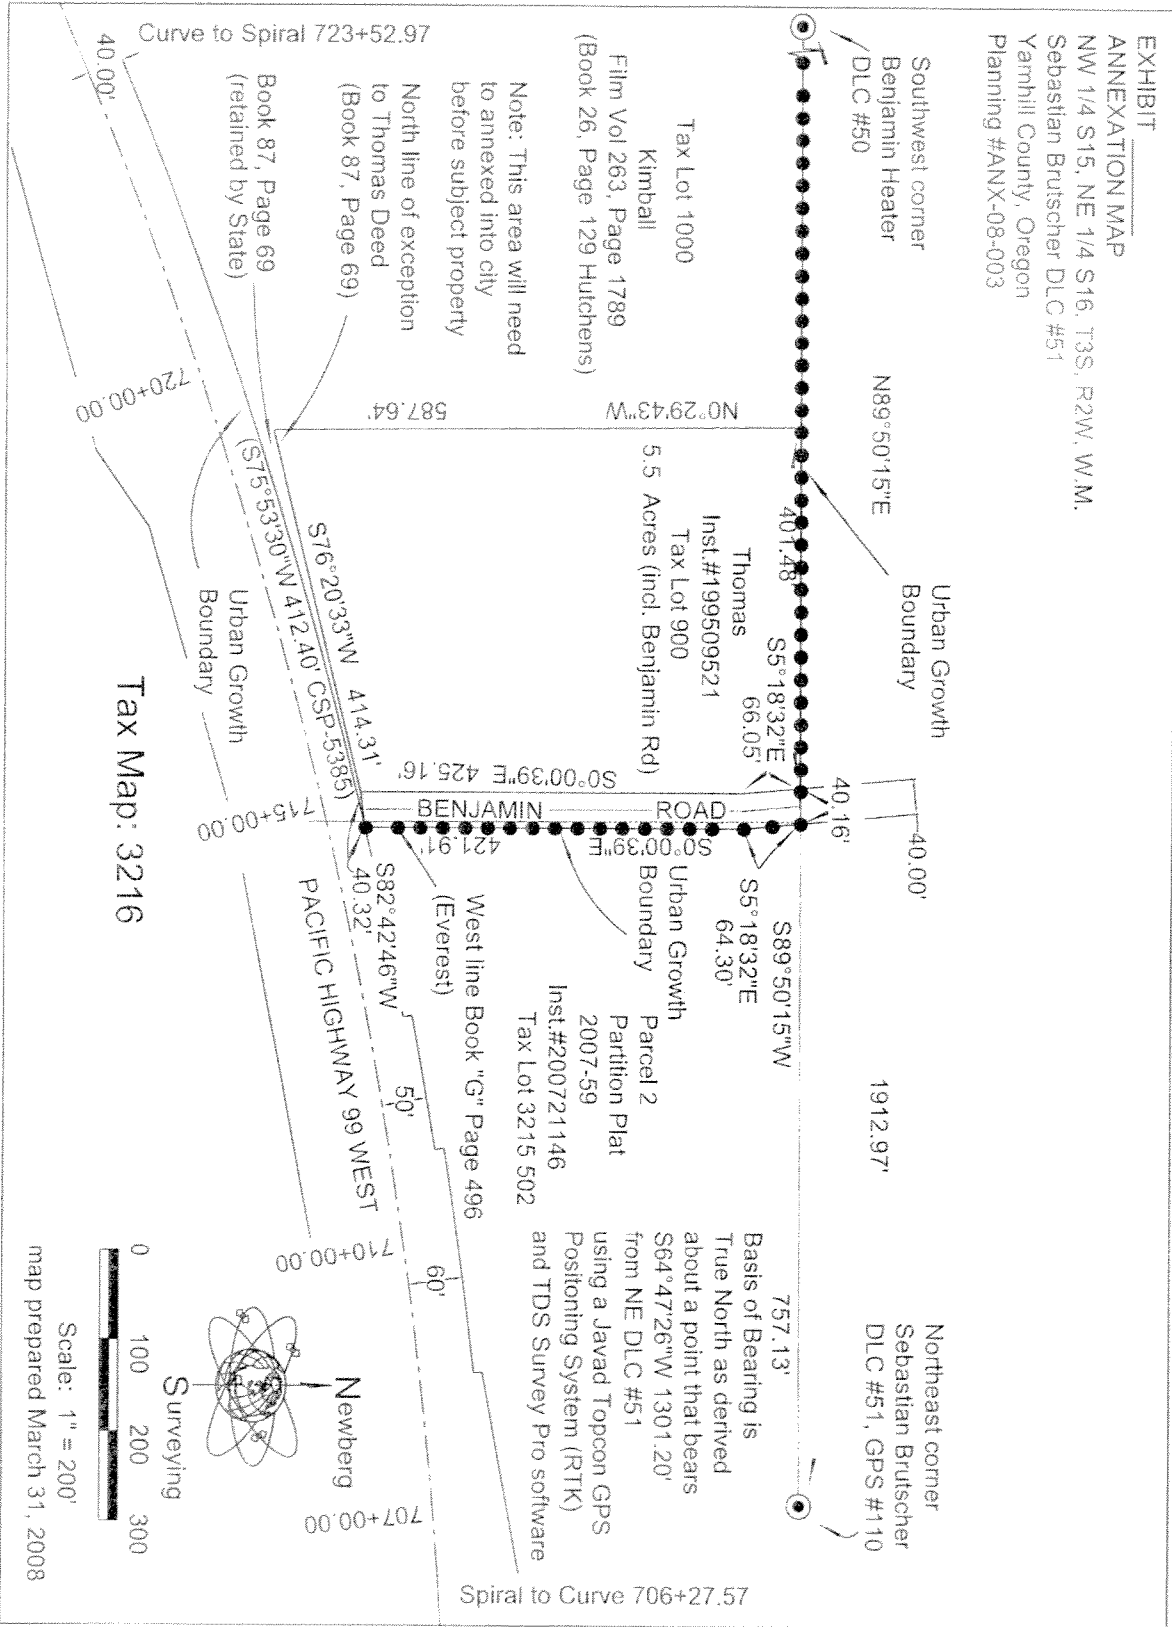 EXHIBIT
ANNEXATION MAP
NW 1/4 S15, NE 1/4 S16, T3S, R2W, W.M.
Sebastian Brutscher DLC #51
Yamhill County, Oregon
Planning #ANX-08-003
Southwest corner
Benjamin Heater
DLC #50
N89°50'15"E
Urban Growth
Boundary
1912.97'
Northeast corner
Sebastian Brutscher
DLC #51, GPS #110
40.00'
40.16'
401.48'
S5°18'32"E
66.05'
S89°50'15"W
757.13'
S5°18'32"E
64.30'
Tax Lot 1000
Kimball
Film Vol 263, Page 1789
(Book 26, Page 129 Hutchens)
N0°29'43"W
587.64'
Thomas
Inst.#199509521
Tax Lot 900
5.5 Acres (incl. Benjamin Rd)
S0°00'39"E 425.16'
BENJAMIN ROAD
S0°00'39"E
421.91'
Urban Growth
Boundary
Parcel 2
Partition Plat
2007-59
Inst.#200721146
Tax Lot 3215 502
Basis of Bearing is
True North as derived
about a point that bears
S64°47'26"W 1301.20'
from NE DLC #51
using a Javad Topcon GPS
Positoning System (RTK)
and TDS Survey Pro software
Note: This area will need
to annexed into city
before subject property
North line of exception
to Thomas Deed
(Book 87, Page 69)
Book 87, Page 69
(retained by State)
West line Book "G" Page 496
(Everest)
S82°42'46"W
40.32'
S76°20'33"W 414.31'
(S75°53'30"W 412.40' CSP-5385)
Curve to Spiral 723+52.97
40.00'
720+00.00
Urban Growth
Boundary
715+00.00
PACIFIC HIGHWAY 99 WEST
50'
60'
710+00.00
707+00.00
Spiral to Curve 706+27.57
Tax Map: 3216
Newberg
Surveying
0 100 200 300
Scale: 1" = 200'
map prepared March 31, 2008